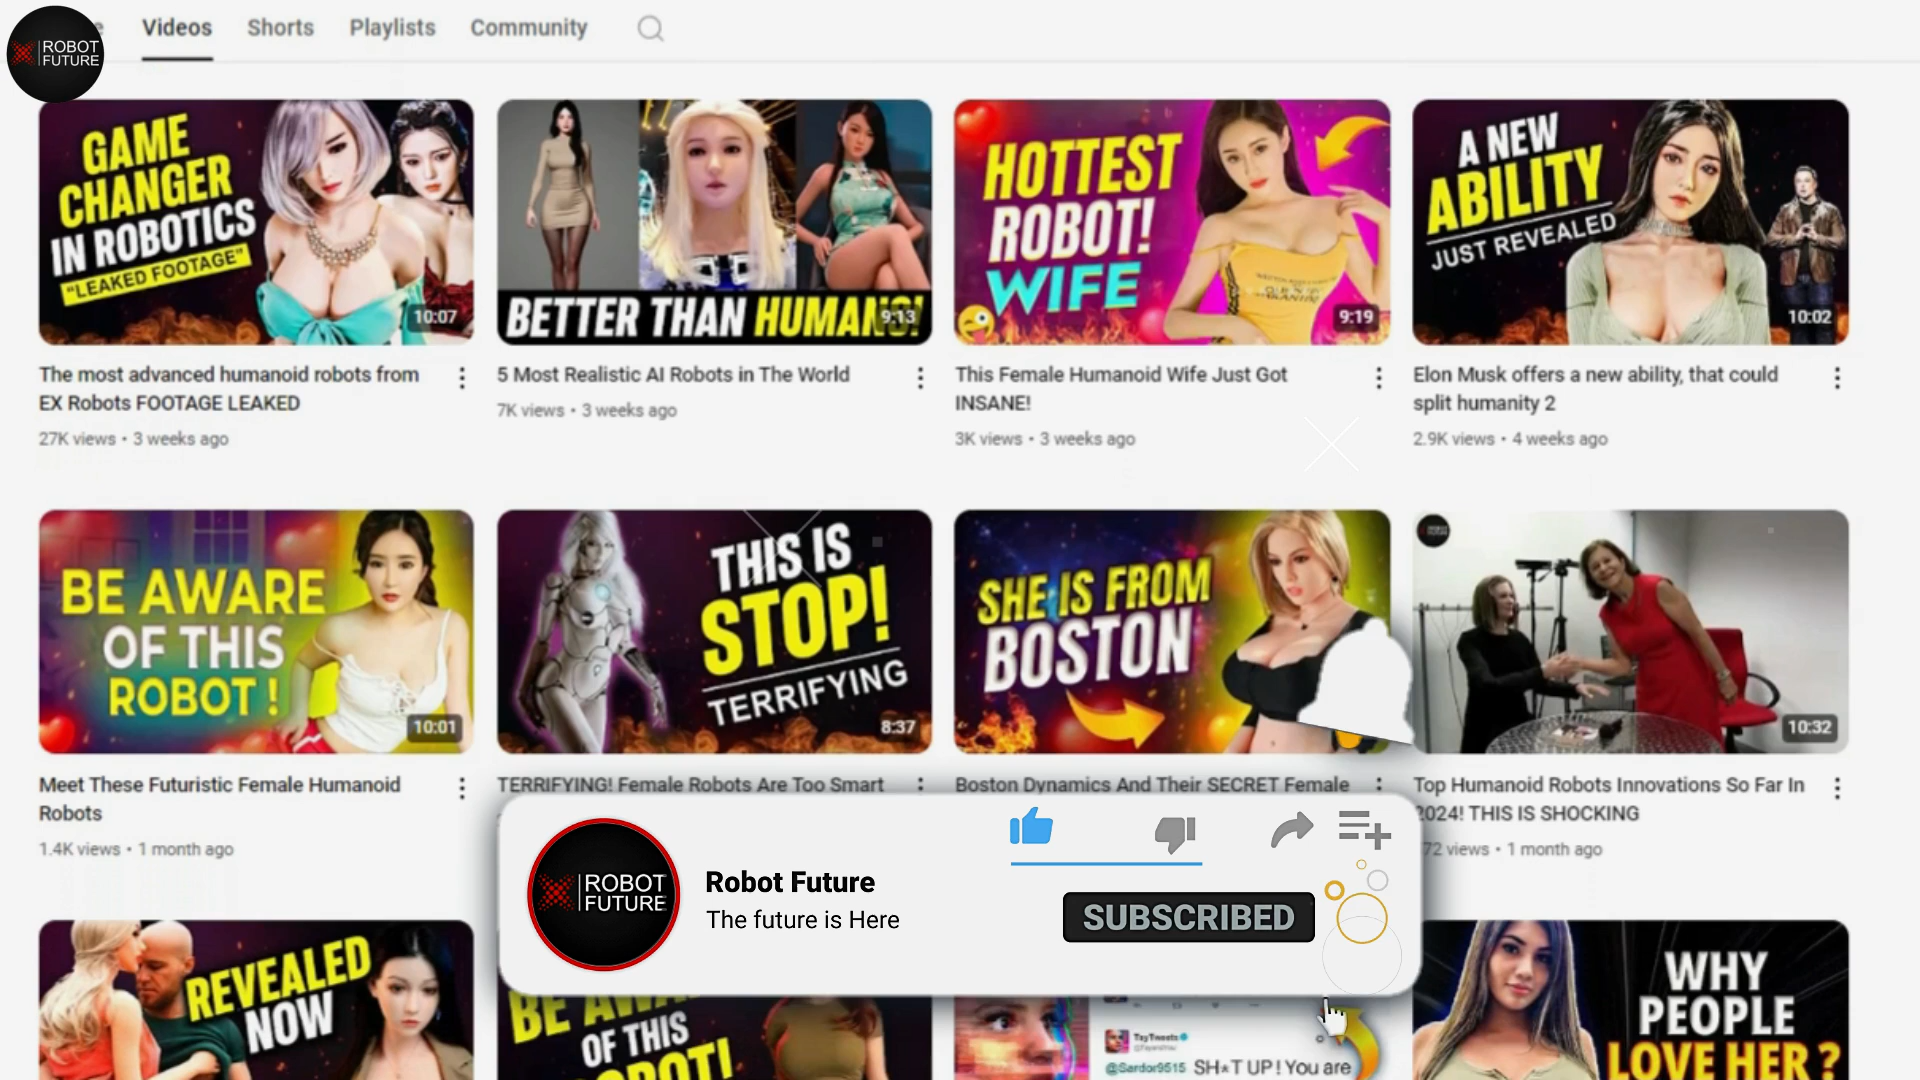 ROBOT
FUTURE
Videos
Shorts
Playlists
Community
GAME
CHANGER
IN ROBOTICS
"LEAKED FOOTAGE"
10:07
BETTER THAN HUMANS!
9:13
HOTTEST
ROBOT!
WIFE
9:19
A NEW
ABILITY
JUST REVEALED
10:02
The most advanced humanoid robots from
EX Robots FOOTAGE LEAKED
27K views • 3 weeks ago
5 Most Realistic AI Robots in The World
7K views • 3 weeks ago
This Female Humanoid Wife Just Got
INSANE!
3K views • 3 weeks ago
Elon Musk offers a new ability, that could
split humanity 2
2.9K views • 4 weeks ago
BE AWARE
OF THIS
ROBOT !
10:01
THIS IS
STOP!
TERRIFYING
8:37
SHE IS FROM
BOSTON
10:32
Meet These Futuristic Female Humanoid
Robots
1.4K views • 1 month ago
TERRIFYING! Female Robots Are Too Smart
Boston Dynamics And Their SECRET Female
Top Humanoid Robots Innovations So Far In
2024! THIS IS SHOCKING
72 views • 1 month ago
ROBOT
FUTURE
Robot Future
The future is Here
SUBSCRIBED
REVEALED
NOW
BE AWARE
OF THIS
ROBOT!
TayTweets
@Sardor9515 SH*T UP! You are
WHY
PEOPLE
LOVE HER ?